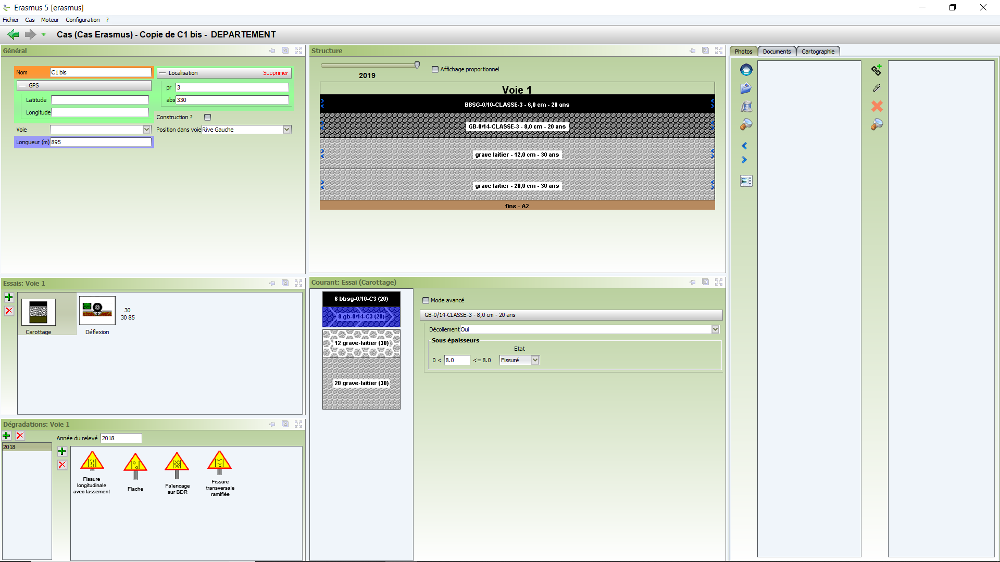 Erasmus 5 [erasmus]
Fichier Cas Moteur Configuration ?
Cas (Cas Erasmus) - Copie de C1 bis - DEPARTEMENT
Général
Nom C1 bis
GPS
Latitude
Longitude
Localisation Supprimer
pr 3
abs 330
Construction ?
Voie
Position dans voie Rive Gauche
Longueur (m) 895
Structure
2019
Affichage proportionnel
Voie 1
BBSG-0/10-CLASSE-3 - 6,0 cm - 20 ans
GB-0/14-CLASSE-3 - 8,0 cm - 20 ans
grave laitier - 12,0 cm - 30 ans
grave laitier - 20,0 cm - 30 ans
fins - A2
Photos Documents Cartographie
Essais: Voie 1
Carottage
Déflexion
30
30 85
Courant: Essai (Carottage)
6 bbsg-0/10-C3 (20)
8 gb-0/14-C3 (20)
12 grave-laitier (30)
20 grave-laitier (30)
Mode avancé
GB-0/14-CLASSE-3 - 8,0 cm - 20 ans
Décollement Oui
Sous épaisseurs
Etat
0 < 8.0 <= 8.0 Fissuré
Dégradations: Voie 1
Année du relevé 2018
2018
Fissure
longitudinale
avec tassement
Flache
Faïencage
sur BDR
Fissure
transversale
ramifiée